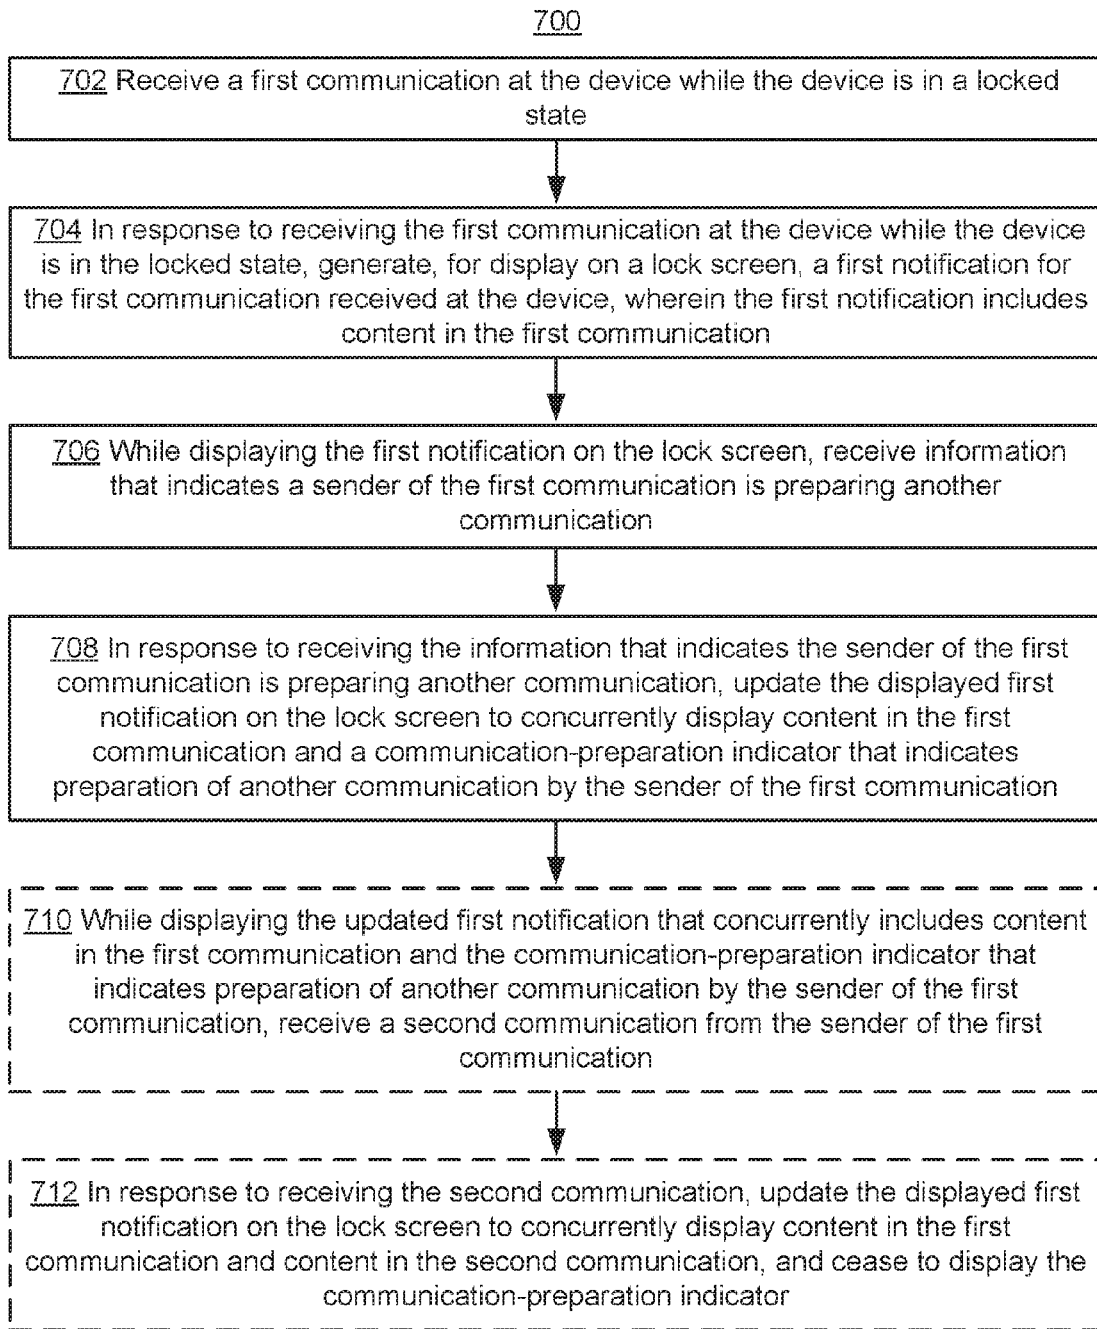 700
702 Receive a first communication at the device while the device is in a locked
state
704 In response to receiving the first communication at the device while the device
is in the locked state, generate, for display on a lock screen, a first notification for
the first communication received at the device, wherein the first notification includes
content in the first communication
706 While displaying the first notification on the lock screen, receive information
that indicates a sender of the first communication is preparing another
communication
708 In response to receiving the information that indicates the sender of the first
communication is preparing another communication, update the displayed first
notification on the lock screen to concurrently display content in the first
communication and a communication-preparation indicator that indicates
preparation of another communication by the sender of the first communication
710 While displaying the updated first notification that concurrently includes content
in the first communication and the communication-preparation indicator that
indicates preparation of another communication by the sender of the first
communication, receive a second communication from the sender of the first
communication
712 In response to receiving the second communication, update the displayed first
notification on the lock screen to concurrently display content in the first
communication and content in the second communication, and cease to display the
communication-preparation indicator